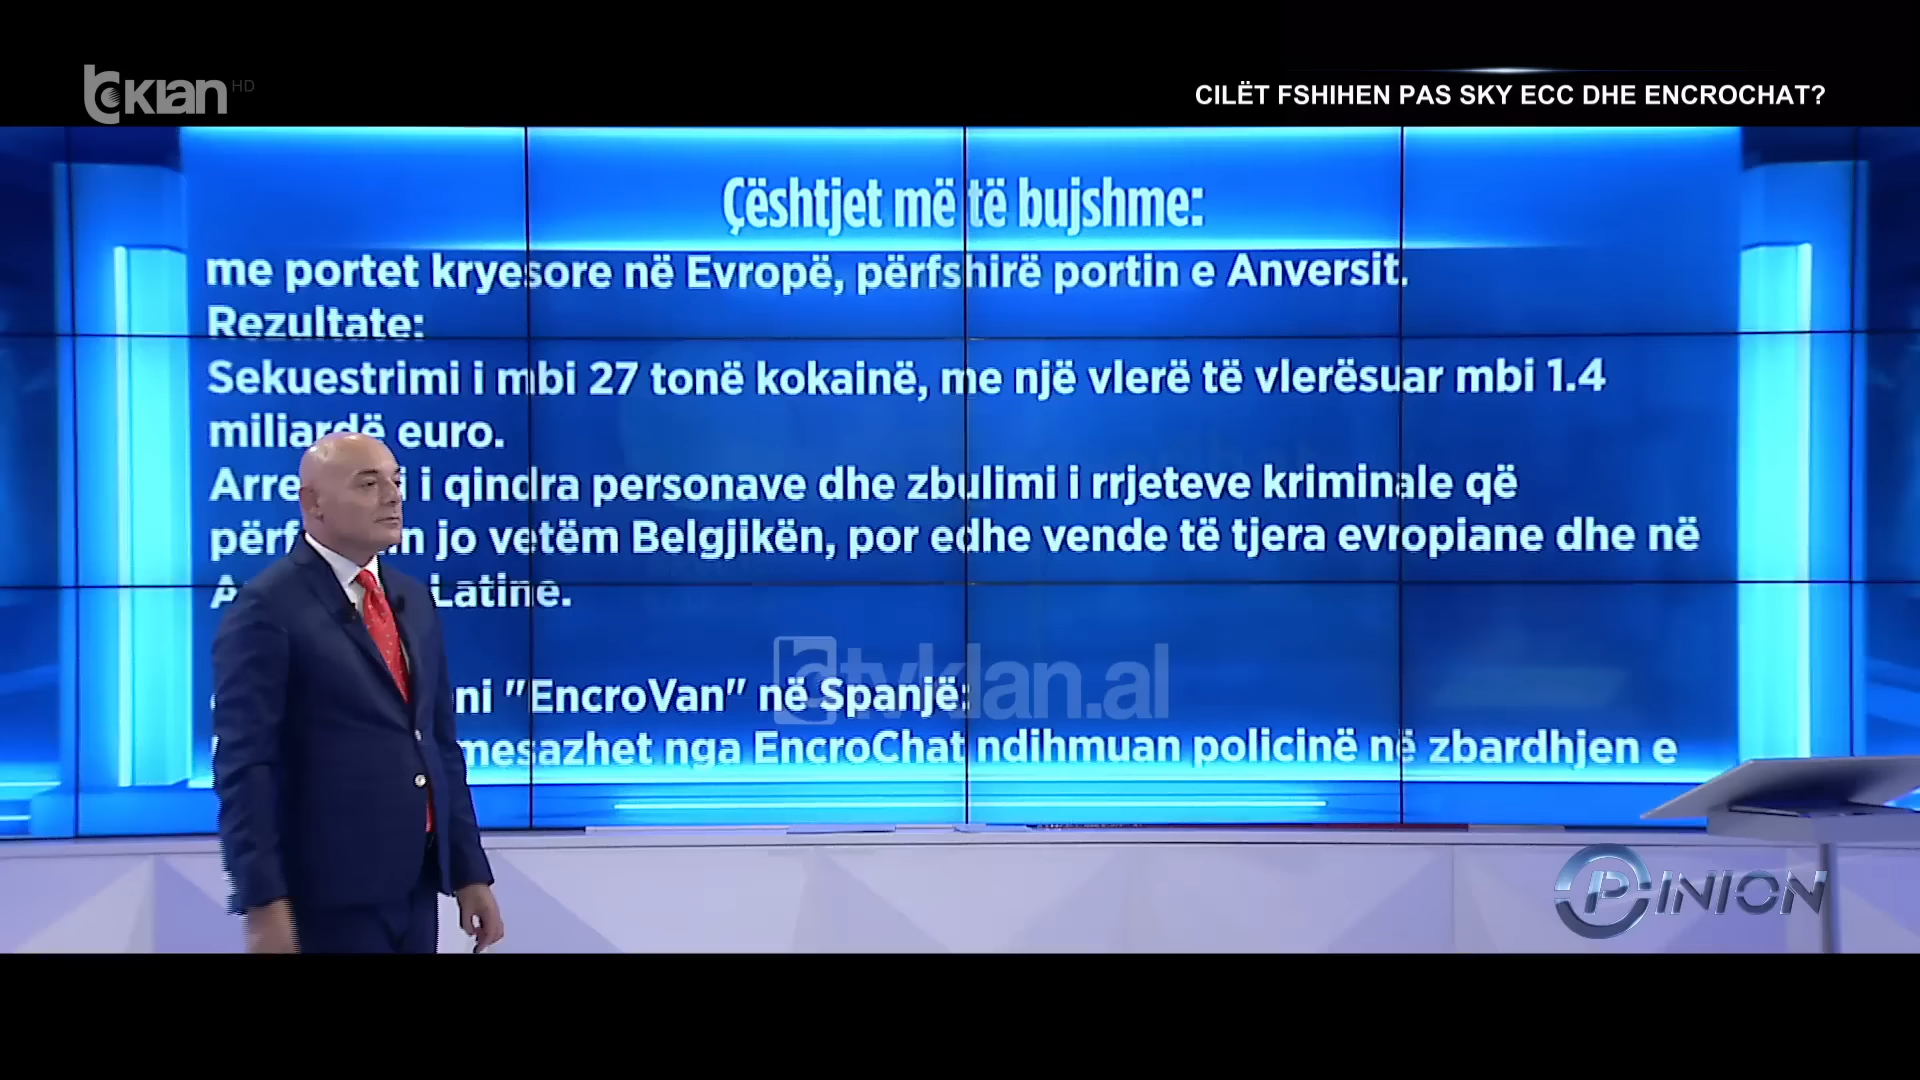 klan HD
CILËT FSHIHEN PAS SKY ECC DHE ENCROCHAT?
Çështjet më të bujshme:
me portet kryesore në Evropë, përfshirë portin e Anversit.
Rezultate:
Sekuestrimi i mbi 27 tonë kokainë, me një vlerë të vlerësuar mbi 1.4
miliardë euro.
i qindra personave dhe zbulimi i rrjeteve kriminale që
jo vetëm Belgjikën, por edhe vende të tjera evropiane dhe në
Latine.
"EncroVan" në Spanjë:
mesazhet nga EncroChat ndihmuan policinë në zbardhjen e
tvklan.al
OPINION